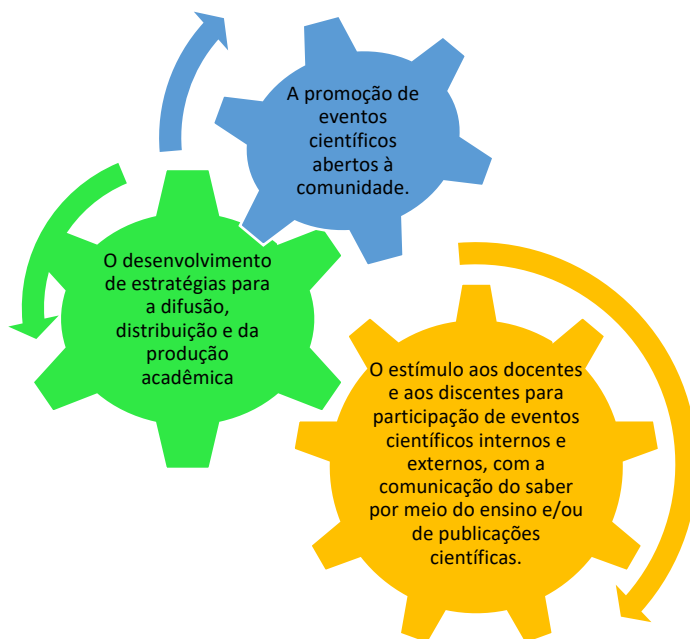 A promoção de
eventos
científicos
abertos à
comunidade.
O desenvolvimento
de estratégias para
a difusão,
distribuição e da
produção
acadêmica
O estímulo aos docentes
e aos discentes para
participação de eventos
científicos internos e
externos, com a
comunicação do saber
por meio do ensino e/ou
de publicações
científicas.